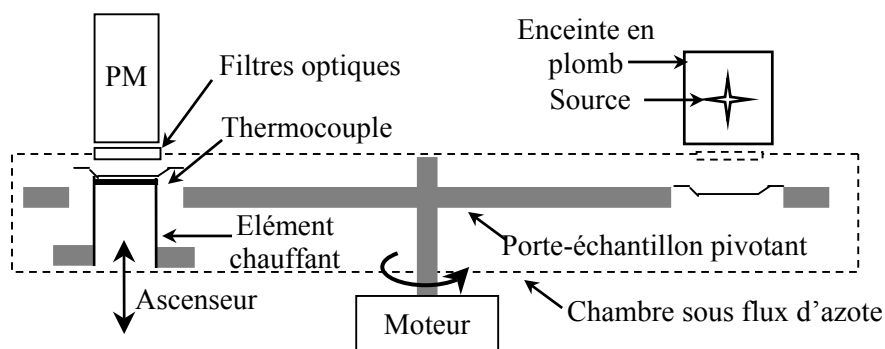 PM
Filtres optiques
Thermocouple
Enceinte en
plomb
Source
Elément
chauffant
Ascenseur
Porte-échantillon pivotant
Moteur
Chambre sous flux d'azote